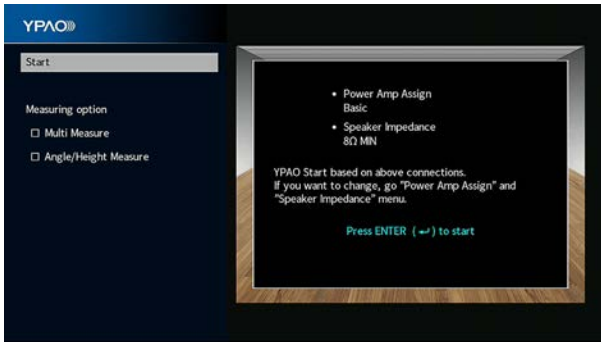 YPAO
Start
Measuring option
Multi Measure
Angle/Height Measure
• Power Amp Assign
Basic
• Speaker Impedance
8Ω MIN
YPAO Start based on above connections.
If you want to change, go "Power Amp Assign" and
"Speaker Impedance" menu.
Press ENTER (↵) to start